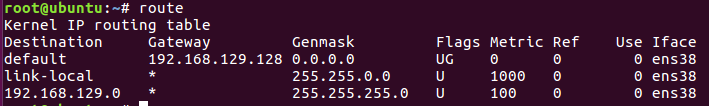 root@ubuntu:~# route
Kernel IP routing table
Destination     Gateway         Genmask         Flags Metric Ref    Use Iface
default         192.168.129.128 0.0.0.0         UG    0      0        0 ens38
link-local      *               255.255.0.0     U     1000   0        0 ens38
192.168.129.0   *               255.255.255.0   U     100    0        0 ens38